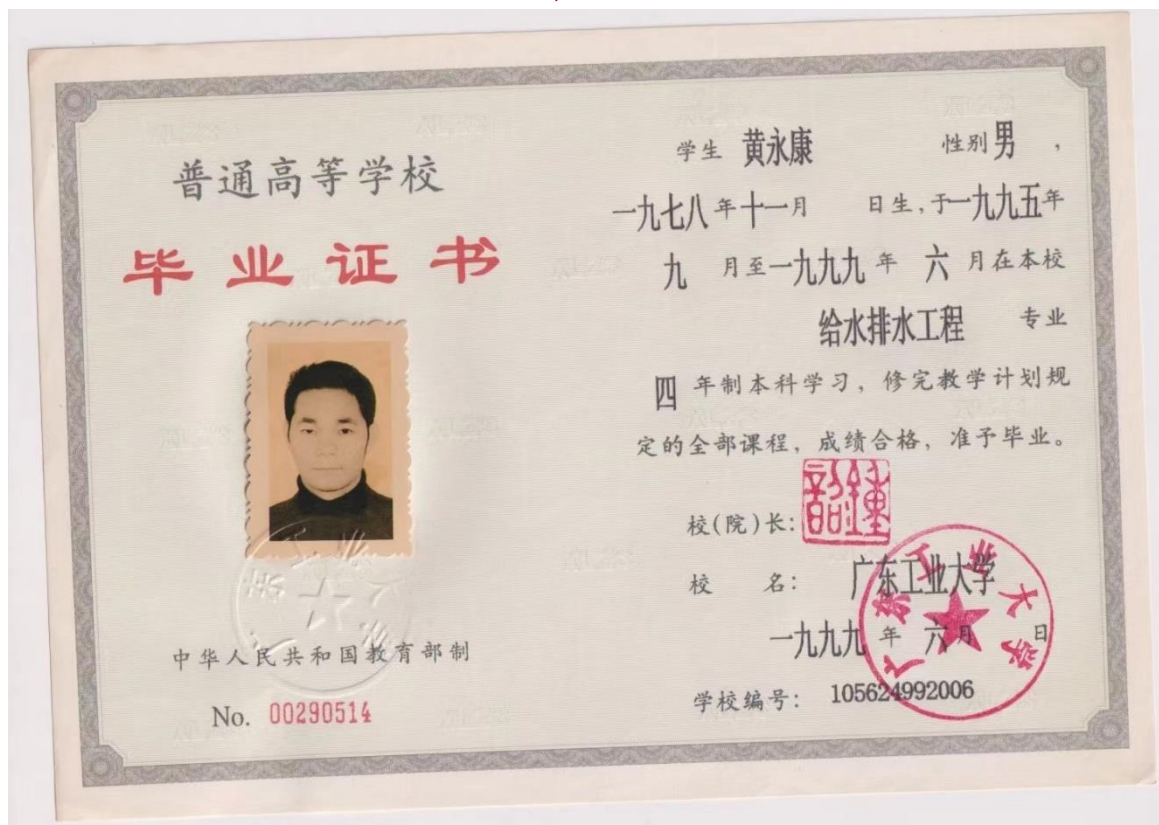 普通高等学校
毕业证书
中华人民共和国教育部制
No. 00290514
学生 黄永康 性别 男 ，
一九七八 年 十一 月 日生，于 一九九五 年
九 月至 一九九九 年 六 月在本校
给水排水工程 专业
四 年制本科学习，修完教学计划规
定的全部课程，成绩合格，准予毕业。
校(院)长：
校 名： 广东工业大学
广东工业大学
一九九九 年 六 月 日
学校编号： 105624992006